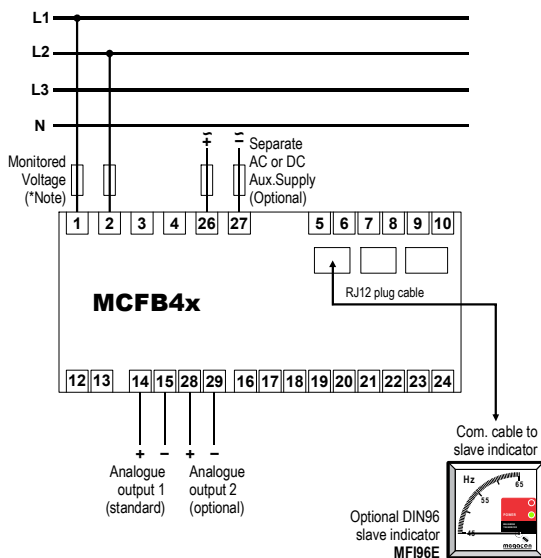 L1
L2
L3
N
Monitored
Voltage
(*Note)
~
+
~
−
Separate
AC or DC
Aux.Supply
(Optional)
1 2 3 4 26 27 5 6 7 8 9 10
RJ12 plug cable
MCFB4x
12 13 14 15 28 29 16 17 18 19 20 21 22 23 24
+ − + −
Analogue
output 1
(standard)
Analogue
output 2
(optional)
Com. cable to
slave indicator
Hz
45
55
65
POWER
megacon
Optional DIN96
slave indicator
MFI96E